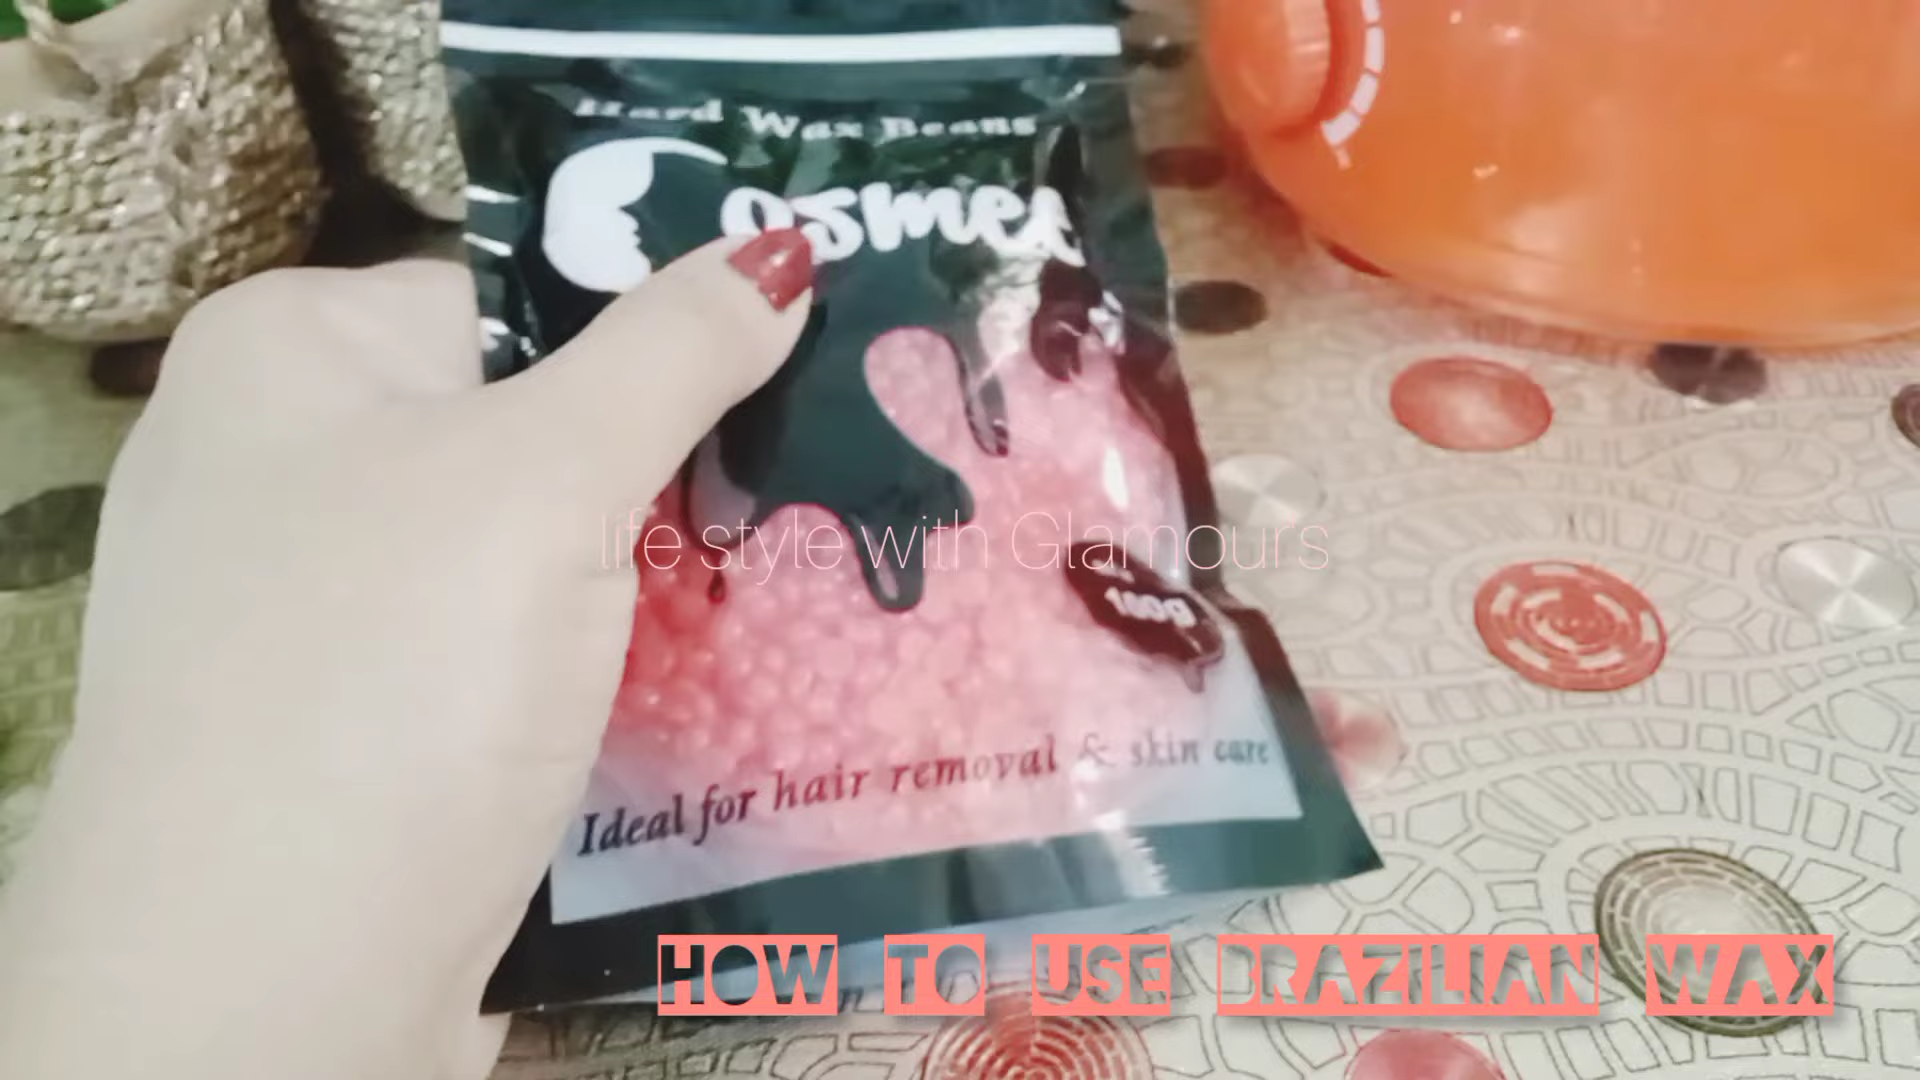 Hard Wax Beans
Cosmet
life style with Glamours
100g
Ideal for hair removal & skin care
HOW TO USE BRAZILIAN WAX